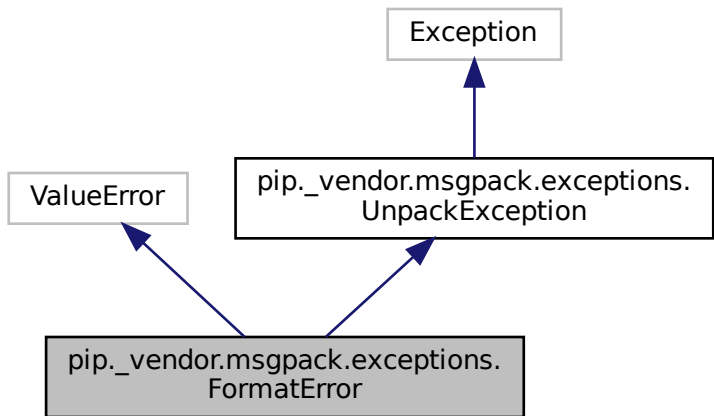 Exception
pip._vendor.msgpack.exceptions.
UnpackException
ValueError
pip._vendor.msgpack.exceptions.
FormatError